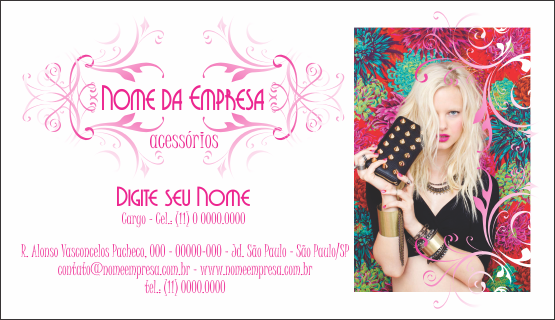 Nome da Empresa
acessórios
Digite seu Nome
Cargo - Cel.: (11) 0 0000.0000
R. Alonso Vasconcelos Pacheco, 000 - 00000-000 - Jd. São Paulo - São Paulo/SP
contato@nomeempresa.com.br - www.nomeempresa.com.br
tel.: (11) 0000.0000